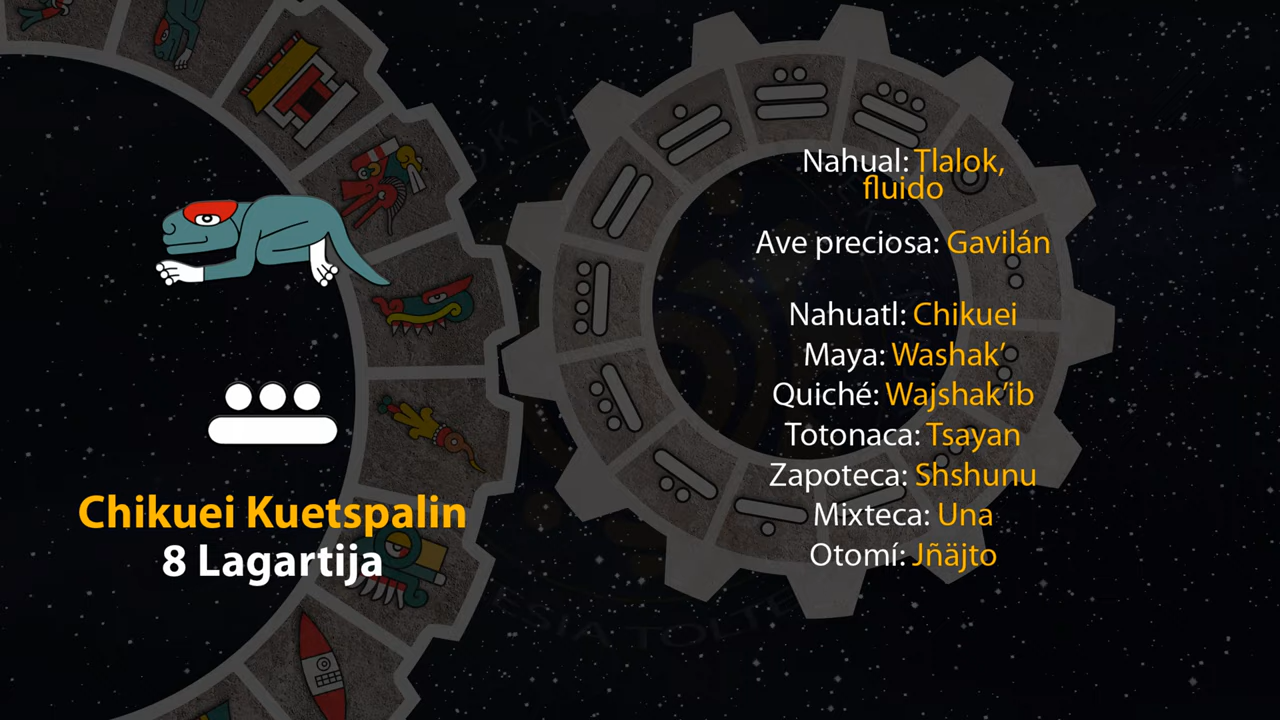 Chikuei Kuetspalin
8 Lagartija
Nahual: Tlalok,
fluido
Ave preciosa: Gavilán
Nahuatl: Chikuei
Maya: Washak’
Quiché: Wajshak’ib
Totonaca: Tsayan
Zapoteca: Shshunu
Mixteca: Una
Otomí: Jñäjto